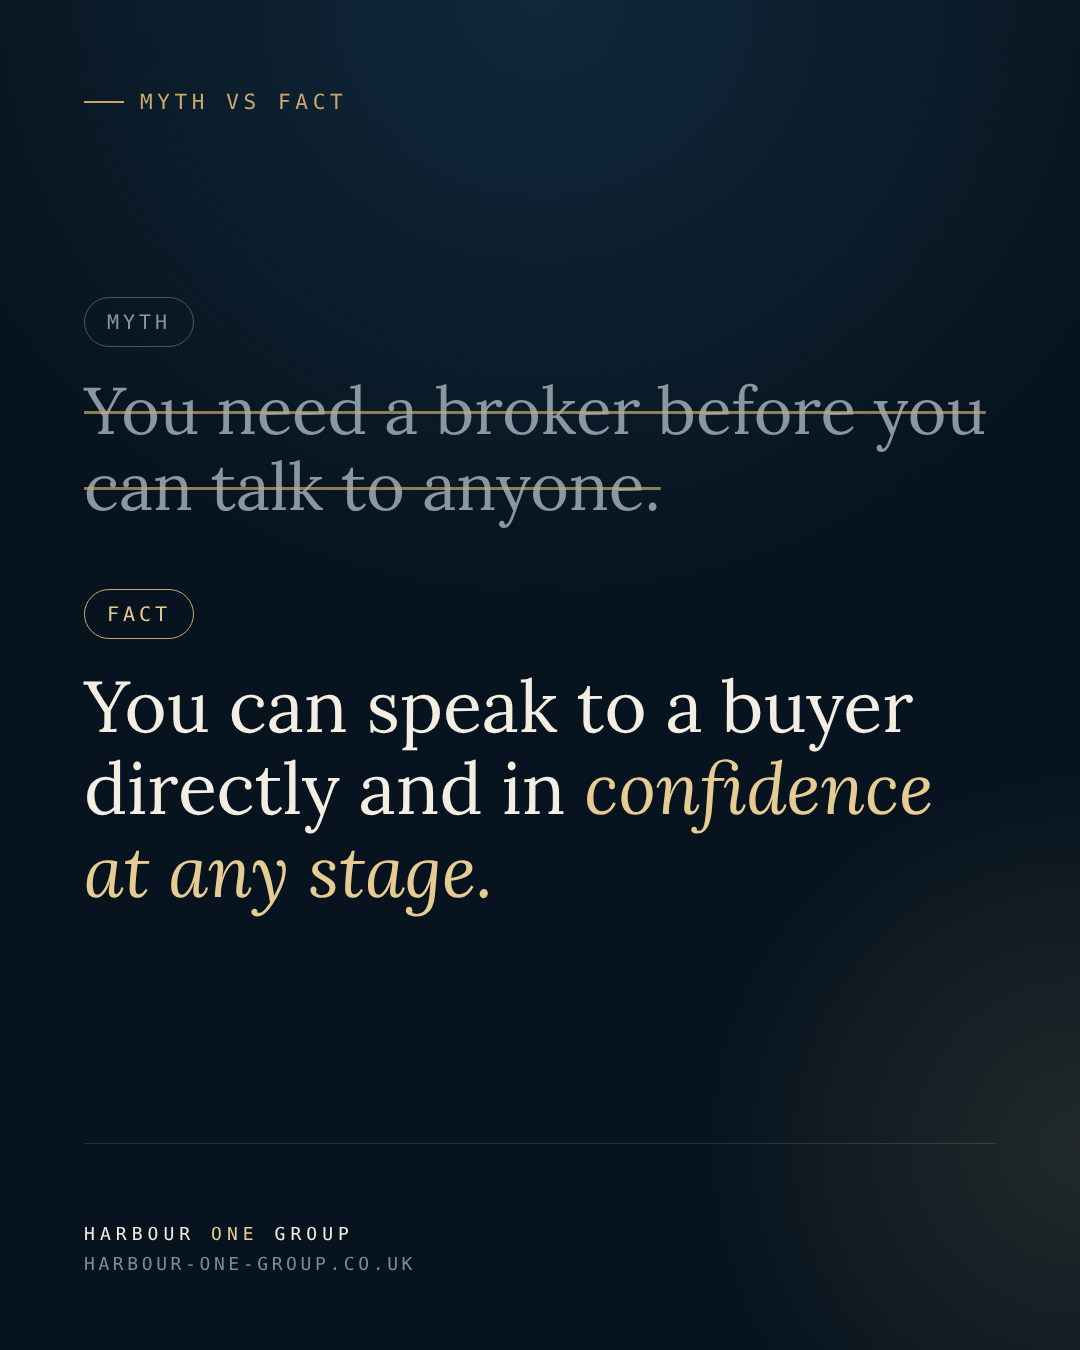 MYTH VS FACT
MYTH
You need a broker before you
can talk to anyone.
FACT
You can speak to a buyer
directly and in confidence
at any stage.
HARBOUR ONE GROUP
HARBOUR-ONE-GROUP.CO.UK